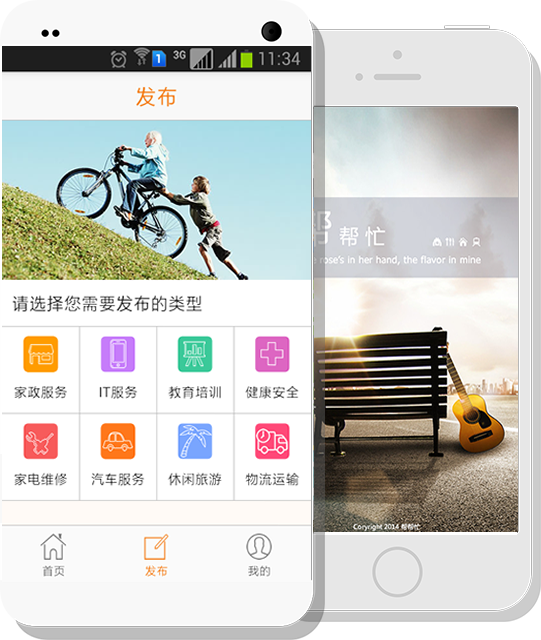 3G 11:34
发布
请选择您需要发布的类型
家政服务
IT服务
教育培训
健康安全
家电维修
汽车服务
休闲旅游
物流运输
首页
发布
我的
帮 帮忙
rose's in her hand, the flavor in mine
Coryright 2014 帮帮忙